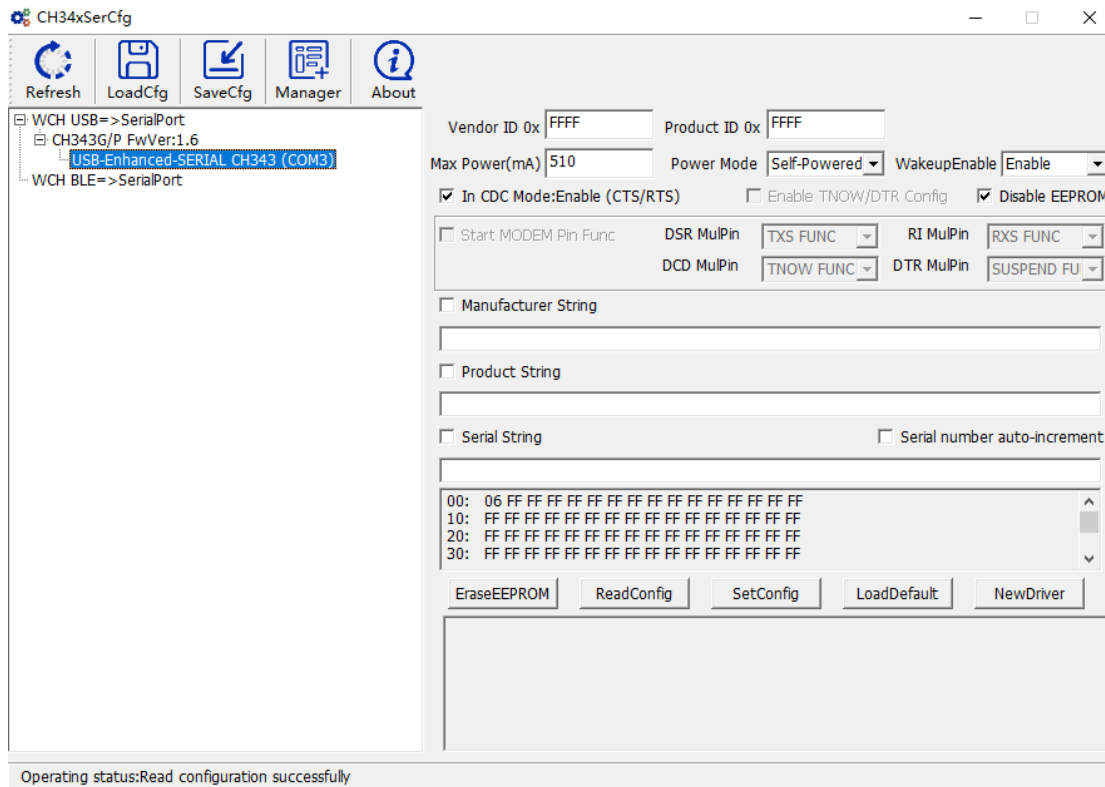 CH34xSerCfg
Refresh LoadCfg SaveCfg Manager About
WCH USB=>SerialPort
CH343G/P FwVer:1.6
USB-Enhanced-SERIAL CH343 (COM3)
WCH BLE=>SerialPort
Vendor ID 0x FFFF Product ID 0x FFFF
Max Power(mA) 510 Power Mode Self-Powered WakeupEnable Enable
In CDC Mode:Enable (CTS/RTS) Enable TNOW/DTR Config Disable EEPROM
Start MODEM Pin Func DSR MulPin TXS FUNC RI MulPin RXS FUNC
DCD MulPin TNOW FUNC DTR MulPin SUSPEND FU
Manufacturer String
Product String
Serial String Serial number auto-increment
00: 06 FF FF FF FF FF FF FF FF FF FF FF FF FF FF FF
10: FF FF FF FF FF FF FF FF FF FF FF FF FF FF FF FF
20: FF FF FF FF FF FF FF FF FF FF FF FF FF FF FF FF
30: FF FF FF FF FF FF FF FF FF FF FF FF FF FF FF FF
EraseEEPROM ReadConfig SetConfig LoadDefault NewDriver
Operating status:Read configuration successfully